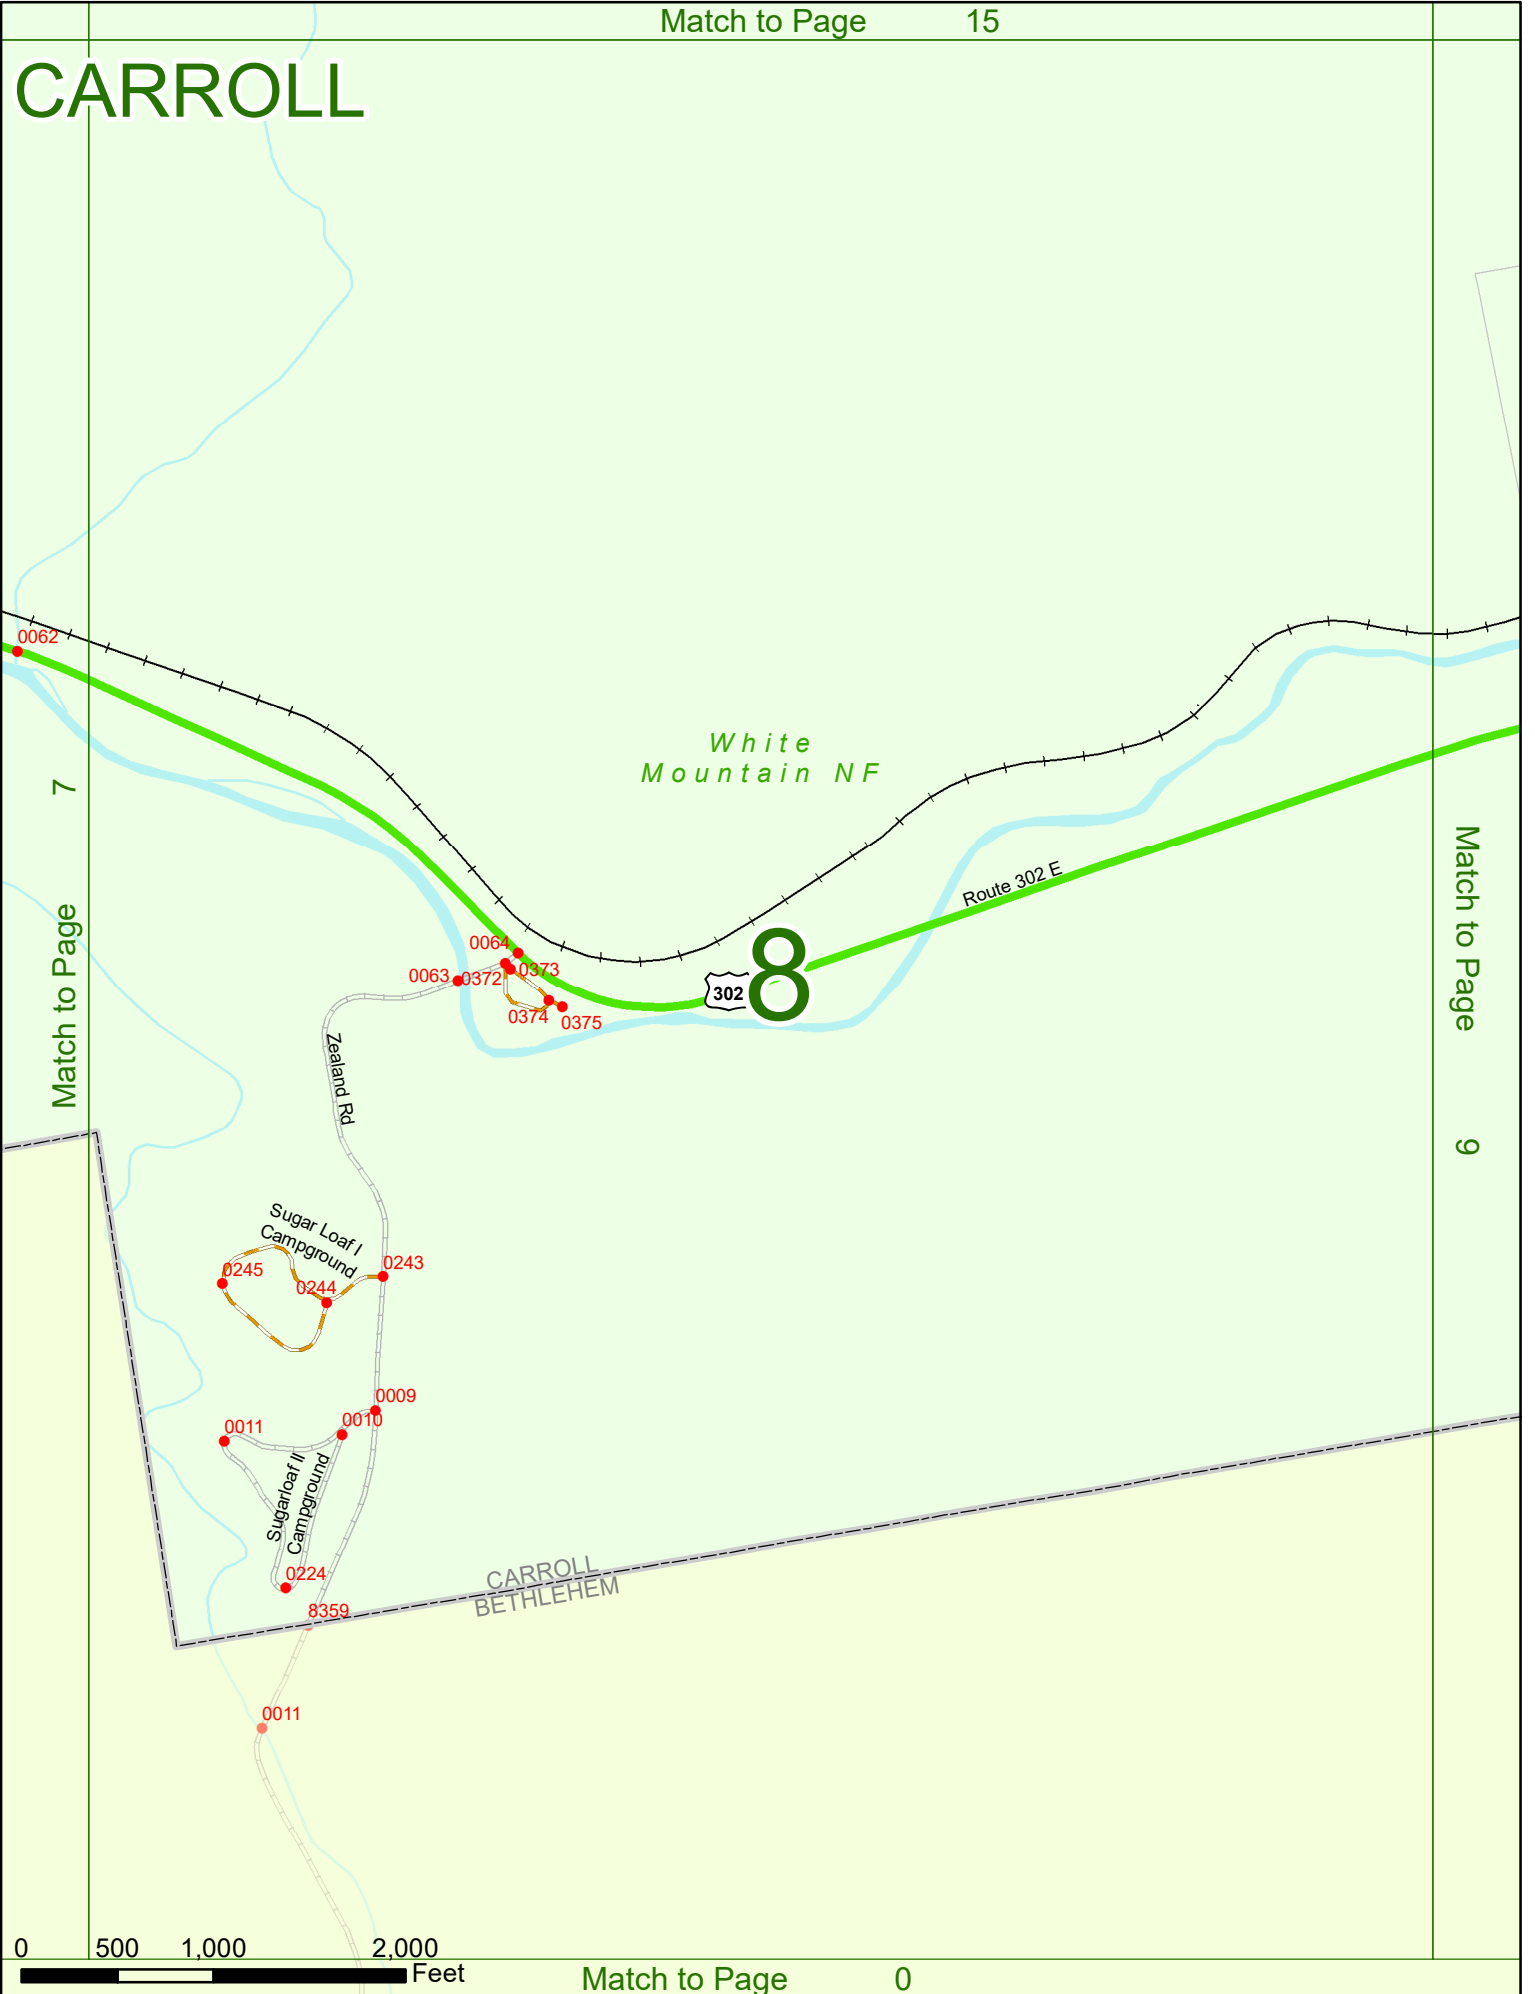 Match to Page 15
CARROLL
0062
White
Mountain NF
7
Match to Page
Match to Page
9
Route 302 E
0064
0063
0372
0373
302
8
0374
0375
Zealand Rd
Sugar Loaf I
Campground
0243
0245
0244
0009
0011
0010
Sugarloaf II
Campground
0224
CARROLL
BETHLEHEM
8359
0011
0 500 1,000 2,000
Feet
Match to Page 0